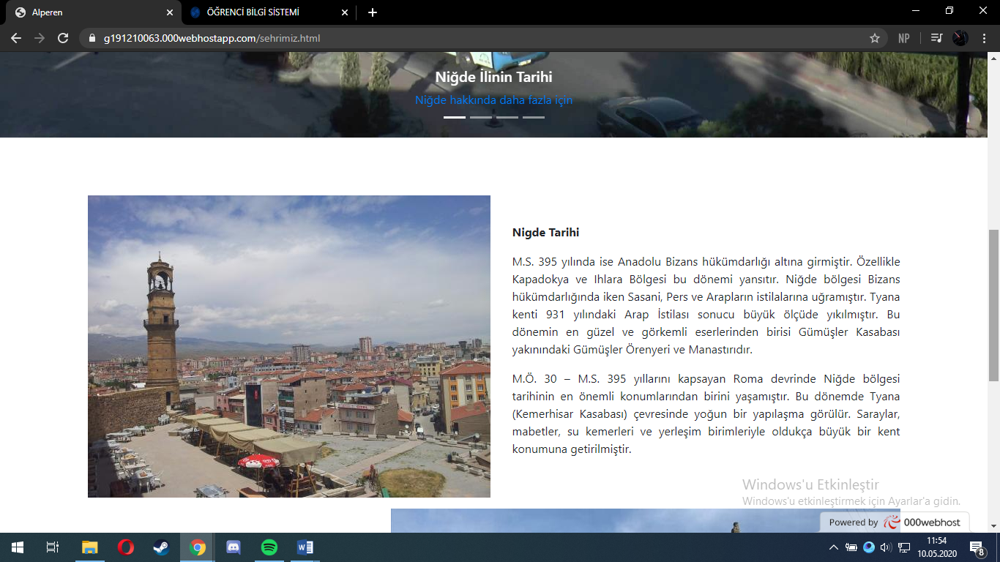 Alperen
ÖĞRENCİ BİLGİ SİSTEMİ
g191210063.000webhostapp.com/sehrimiz.html
NP
Niğde İlinin Tarihi
Niğde hakkında daha fazla için
Nigde Tarihi
M.S. 395 yılında ise Anadolu Bizans hükümdarlığı altına girmiştir. Özellikle
Kapadokya ve Ihlara Bölgesi bu dönemi yansıtır. Niğde bölgesi Bizans
hükümdarlığında iken Sasani, Pers ve Arapların istilalarına uğramıştır. Tyana
kenti 931 yılındaki Arap İstilası sonucu büyük ölçüde yıkılmıştır. Bu
dönemin en güzel ve görkemli eserlerinden birisi Gümüşler Kasabası
yakınındaki Gümüşler Örenyeri ve Manastırıdır.
M.Ö. 30 – M.S. 395 yıllarını kapsayan Roma devrinde Niğde bölgesi
tarihinin en önemli konumlarından birini yaşamıştır. Bu dönemde Tyana
(Kemerhisar Kasabası) çevresinde yoğun bir yapılaşma görülür. Saraylar,
mabetler, su kemerleri ve yerleşim birimleriyle oldukça büyük bir kent
konumuna getirilmiştir.
Windows'u Etkinleştir
Windows'u etkinleştirmek için Ayarlar'a gidin.
Powered by 000webhost
11:54
10.05.2020
8